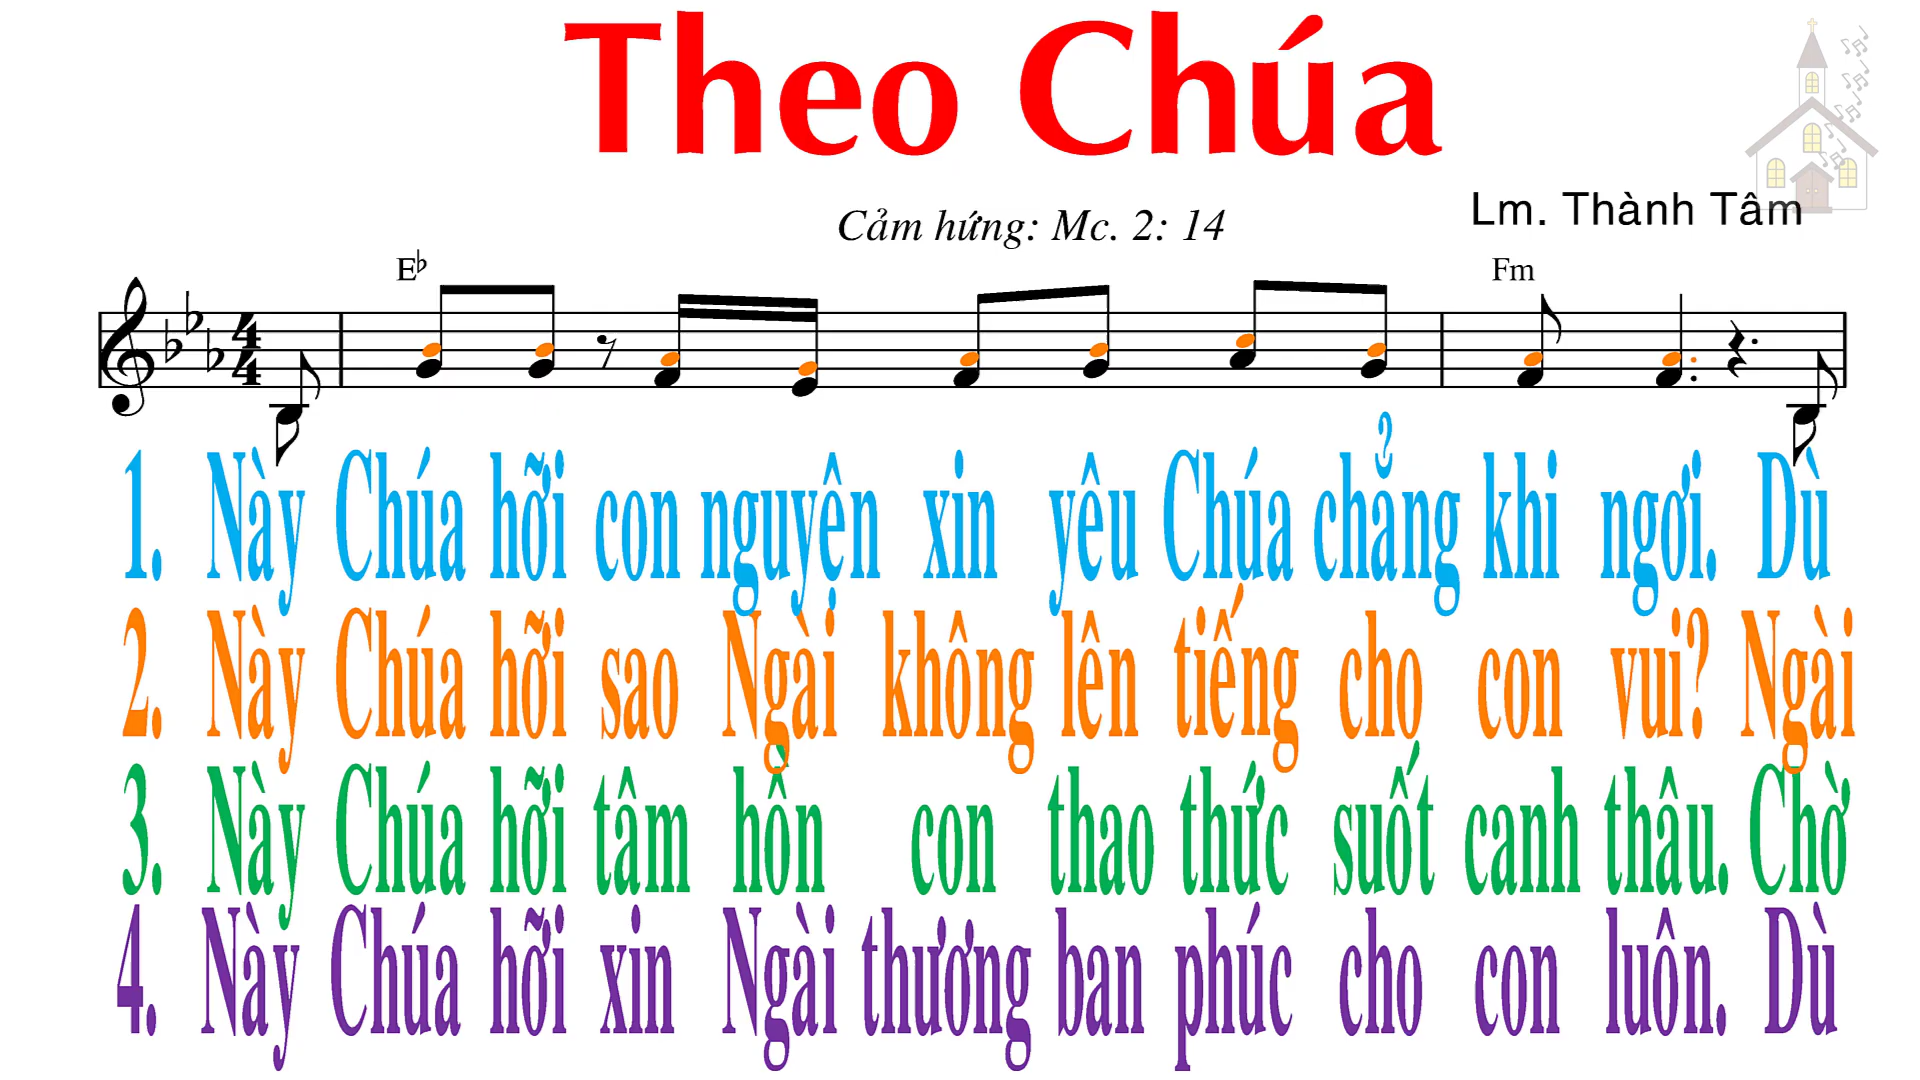 Theo Chúa
Cảm hứng: Mc. 2: 14
Lm. Thành Tâm
E♭ Fm
4
4
1. Này Chúa hỡi con nguyện xin yêu Chúa chẳng khi ngơi. Dù
2. Này Chúa hỡi sao Ngài không lên tiếng cho con vui? Ngài
3. Này Chúa hỡi tâm hồn con thao thức suốt canh thâu. Chờ
4. Này Chúa hỡi xin Ngài thương ban phúc cho con luôn. Dù